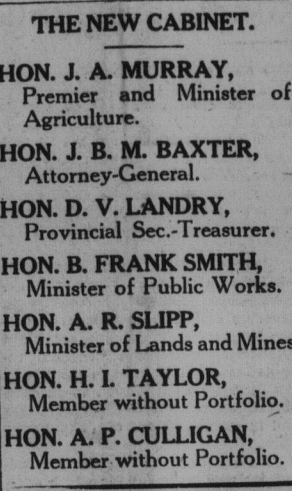 THE NEW CABINET.
HON. J. A. MURRAY,
Premier and Minister of
Agriculture.
HON. J. B. M. BAXTER,
Attorney-General.
HON. D. V. LANDRY,
Provincial Sec.-Treasurer.
HON. B. FRANK SMITH,
Minister of Public Works.
HON. A. R. SLIPP,
Minister of Lands and Mines
HON. H. I. TAYLOR,
Member without Portfolio.
HON. A. P. CULLIGAN,
Member without Portfolio.